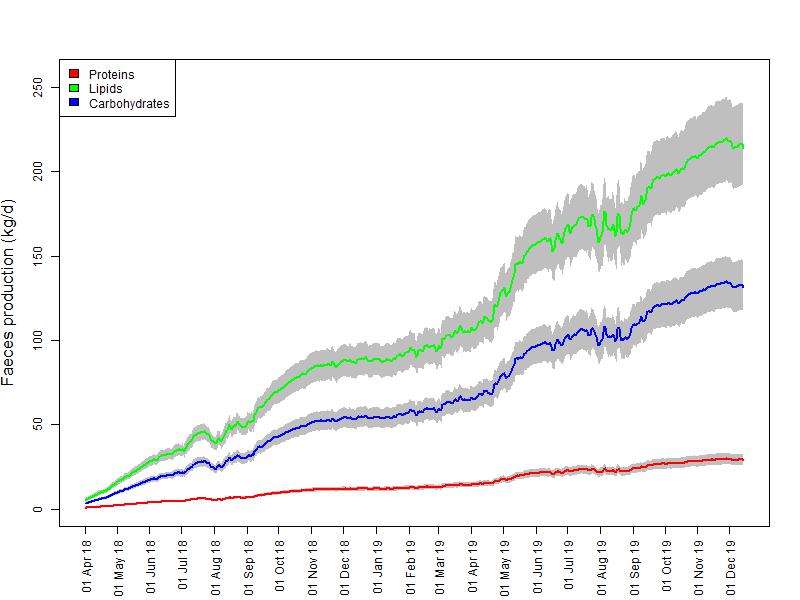 Proteins
Lipids
Carbohydrates
Faeces production (kg/d)
250
200
150
100
50
0
01 Apr 18
01 May 18
01 Jun 18
01 Jul 18
01 Aug 18
01 Sep 18
01 Oct 18
01 Nov 18
01 Dec 18
01 Jan 19
01 Feb 19
01 Mar 19
01 Apr 19
01 May 19
01 Jun 19
01 Jul 19
01 Aug 19
01 Sep 19
01 Oct 19
01 Nov 19
01 Dec 19